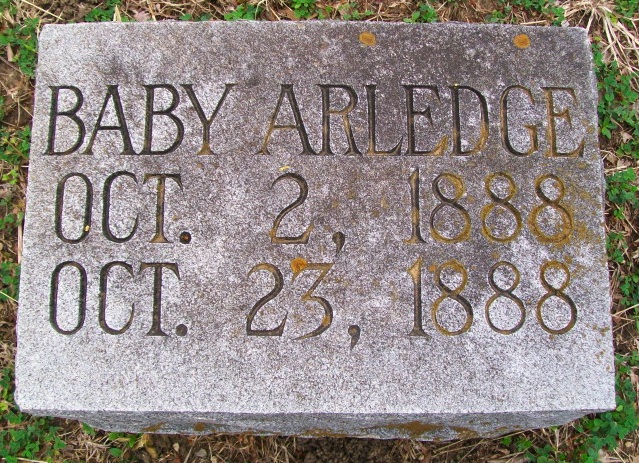 BABY ARLEDGE
OCT. 2, 1888
OCT. 23, 1888